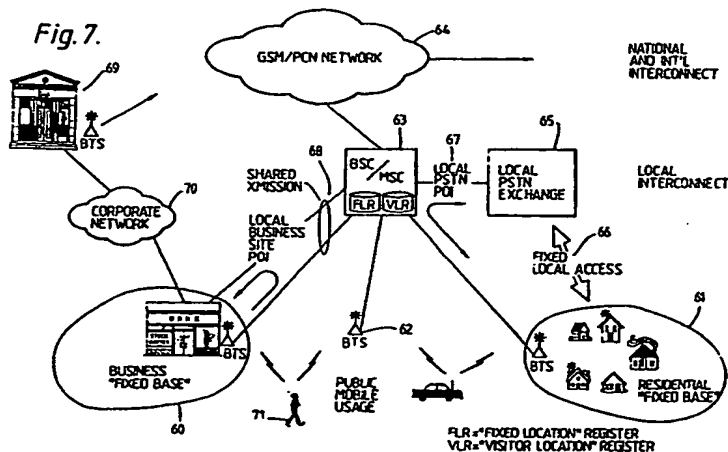 Fig. 7.
64
GSM/PCN NETWORK
NATIONAL
AND INT'L
INTERCONNECT
69
BTS
63
BSC
MSC
FLR
VLR
67
LOCAL
PSTN
POI
65
LOCAL
PSTN
EXCHANGE
LOCAL
INTERCONNECT
68
SHARED
XMISSION
70
CORPORATE
NETWORK
LOCAL
BUSINESS
SITE
POI
66
FIXED
LOCAL ACCESS
61
BANK
BTS
BUSINESS
"FIXED BASE"
60
62
BTS
PUBLIC
MOBILE
USAGE
71
BTS
RESIDENTIAL
"FIXED BASE"
FLR="FIXED LOCATION" REGISTER
VLR="VISITOR LOCATION" REGISTER